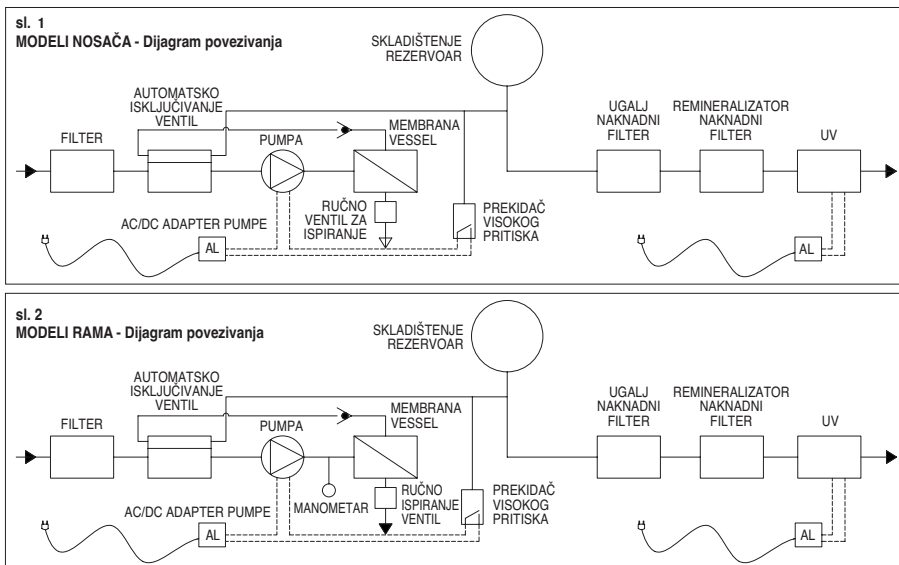 sl. 1
MODELI NOSAČA - Dijagram povezivanja
SKLADIŠTENJE
REZERVOAR
AUTOMATSKO
ISKLJUČIVANJE
VENTIL
FILTER
PUMPA
MEMBRANA
VESSEL
UGALJ
NAKNADNI
FILTER
REMINERALIZATOR
NAKNADNI
FILTER
UV
RUČNO
VENTIL ZA
ISPIRANJE
PREKIDAČ
VISOKOG
PRITISKA
AC/DC ADAPTER PUMPE
AL
AL
sl. 2
MODELI RAMA - Dijagram povezivanja
SKLADIŠTENJE
REZERVOAR
AUTOMATSKO
ISKLJUČIVANJE
VENTIL
FILTER
PUMPA
MEMBRANA
VESSEL
UGALJ
NAKNADNI
FILTER
REMINERALIZATOR
NAKNADNI
FILTER
UV
MANOMETAR
RUČNO
ISPIRANJE
VENTIL
PREKIDAČ
VISOKOG
PRITISKA
AC/DC ADAPTER PUMPE
AL
AL